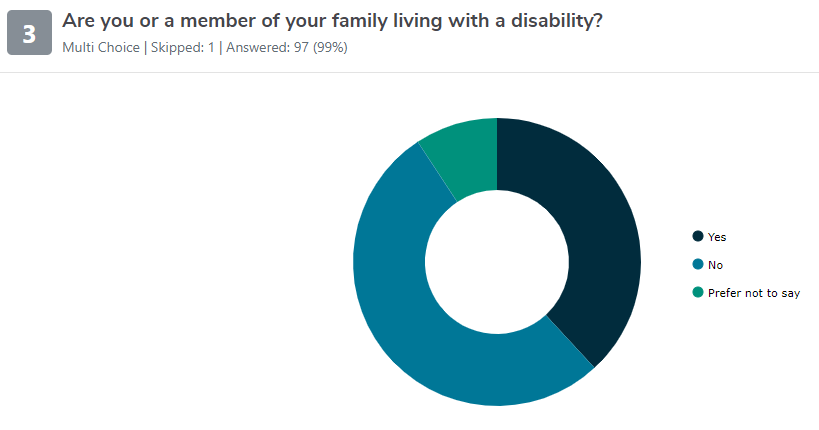 3
Are you or a member of your family living with a disability?
Multi Choice | Skipped: 1 | Answered: 97 (99%)
Yes
No
Prefer not to say